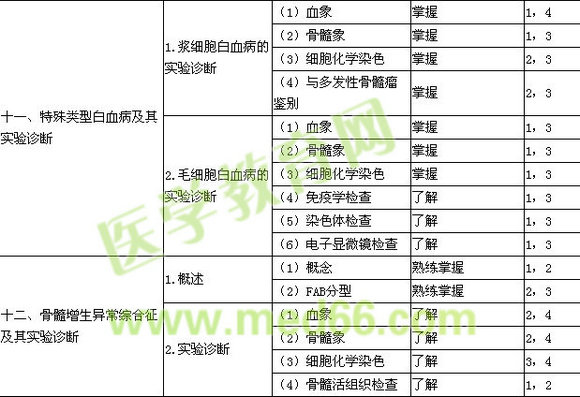 十一、特殊类型白血病及其
实验诊断
1.浆细胞白血病的
实验诊断
（1）血象 掌握 1，4
（2）骨髓象 掌握 1，3
（3）细胞化学染色 掌握 2，3
（4）与多发性骨髓瘤
鉴别 掌握 2，3
2.毛细胞白血病的
实验诊断
（1）血象 掌握 1，3
（2）骨髓象 掌握 1，3
（3）细胞化学染色 掌握 1，3
（4）免疫学检查 了解 1，3
（5）染色体检查 了解 1，3
（6）电子显微镜检查 了解 1，3
十二、骨髓增生异常综合征
及其实验诊断
1.概述
（1）概念 熟练掌握 1，2
（2）FAB分型 熟练掌握 2，3
2.实验诊断
（1）血象 了解 2，4
（2）骨髓象 了解 2，4
（3）细胞化学染色 了解 3，4
（4）骨髓活组织检查 了解 1，2
医学教育网
www.med66.com